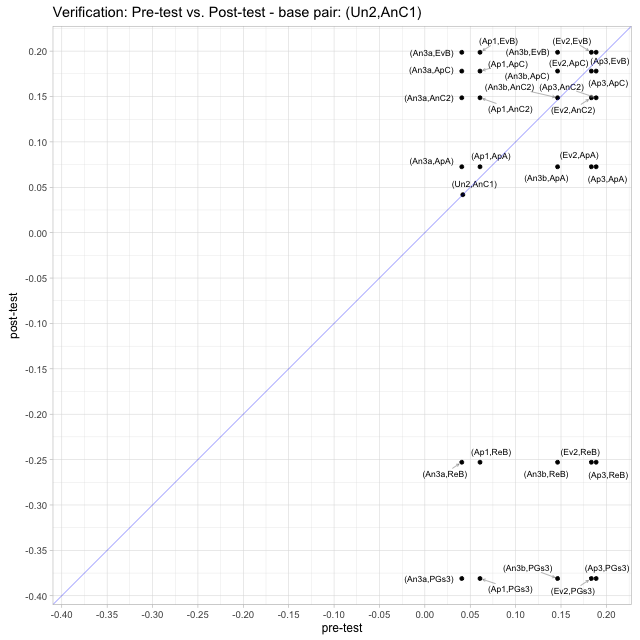 Verification: Pre-test vs. Post-test - base pair: (Un2,AnC1)
0.20
0.15
0.10
0.05
0.00
-0.05
-0.10
-0.15
-0.20
-0.25
-0.30
-0.35
-0.40
post-test
(An3a,EvB)
(Ap1,EvB)
(An3b,EvB)
(Ev2,EvB)
(Ap3,EvB)
(An3a,ApC)
(Ap1,ApC)
(An3b,ApC)
(Ev2,ApC)
(Ap3,ApC)
(An3a,AnC2)
(Ap1,AnC2)
(An3b,AnC2)
(Ap3,AnC2)
(Ev2,AnC2)
(An3a,ApA)
(Ap1,ApA)
(An3b,ApA)
(Ev2,ApA)
(Ap3,ApA)
(Un2,AnC1)
(An3a,ReB)
(Ap1,ReB)
(An3b,ReB)
(Ev2,ReB)
(Ap3,ReB)
(An3a,PGs3)
(Ap1,PGs3)
(An3b,PGs3)
(Ev2,PGs3)
(Ap3,PGs3)
-0.40 -0.35 -0.30 -0.25 -0.20 -0.15 -0.10 -0.05 0.00 0.05 0.10 0.15 0.20
pre-test